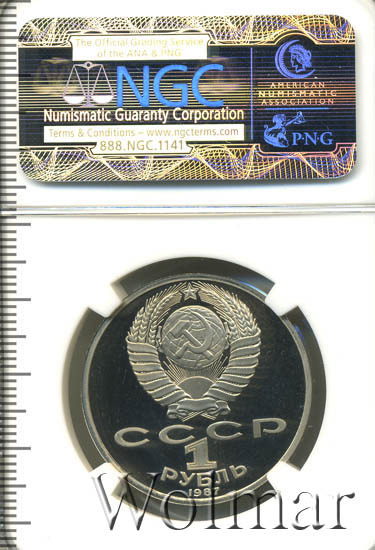 The Official Grading Service
of the ANA & PNG
NGC
Numismatic Guaranty Corporation
Terms & Conditions – www.ngcterms.com
888.NGC.1141
AMERICAN
NUMISMATIC
ASSOCIATION
P·N·G
СССР
1
РУБЛЬ
1987
Wolmar